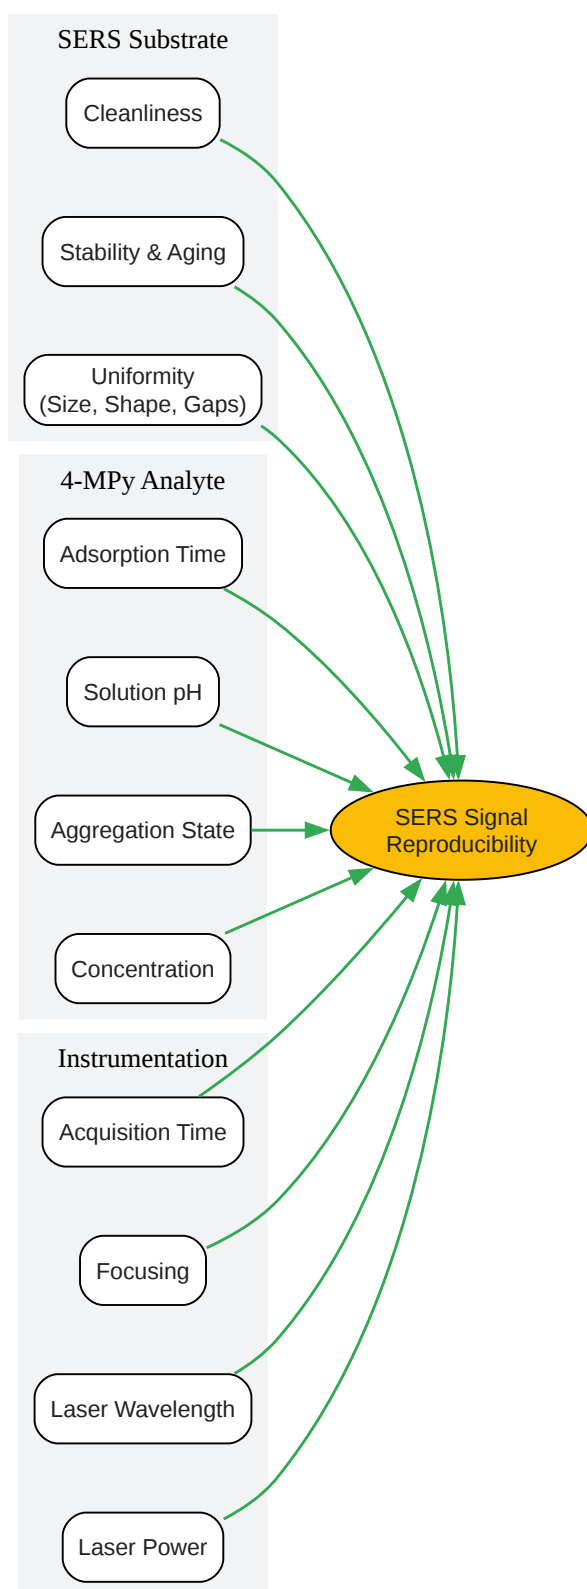 SERS Substrate
Cleanliness
Stability & Aging
Uniformity
(Size, Shape, Gaps)
4-MPy Analyte
Adsorption Time
Solution pH
Aggregation State
Concentration
SERS Signal
Reproducibility
Instrumentation
Acquisition Time
Focusing
Laser Wavelength
Laser Power